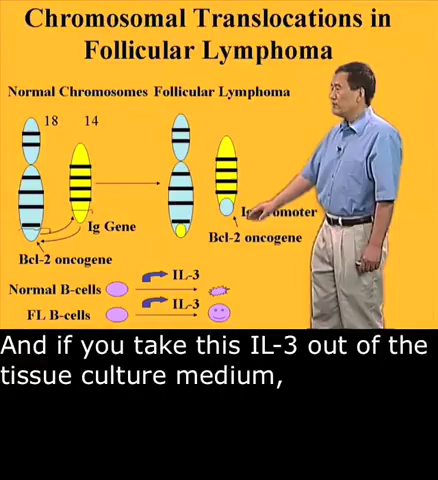 Chromosomal Translocations in
Follicular Lymphoma
Normal Chromosomes Follicular Lymphoma
18 14
Ig Gene
Bcl-2 oncogene
Bcl-2 oncogene
IL-3
Normal B-cells
IL-3
FL B-cells
And if you take this IL-3 out of the
tissue culture medium,